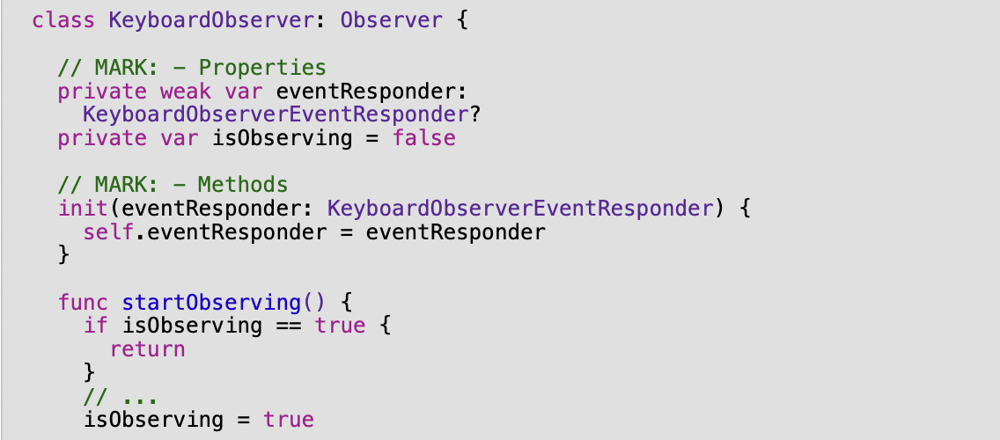 class KeyboardObserver: Observer {
// MARK: – Properties
private weak var eventResponder:
KeyboardObserverEventResponder?
private var isObserving = false
// MARK: – Methods
init(eventResponder: KeyboardObserverEventResponder) {
self.eventResponder = eventResponder
}
func startObserving() {
if isObserving == true {
return
}
// ...
isObserving = true